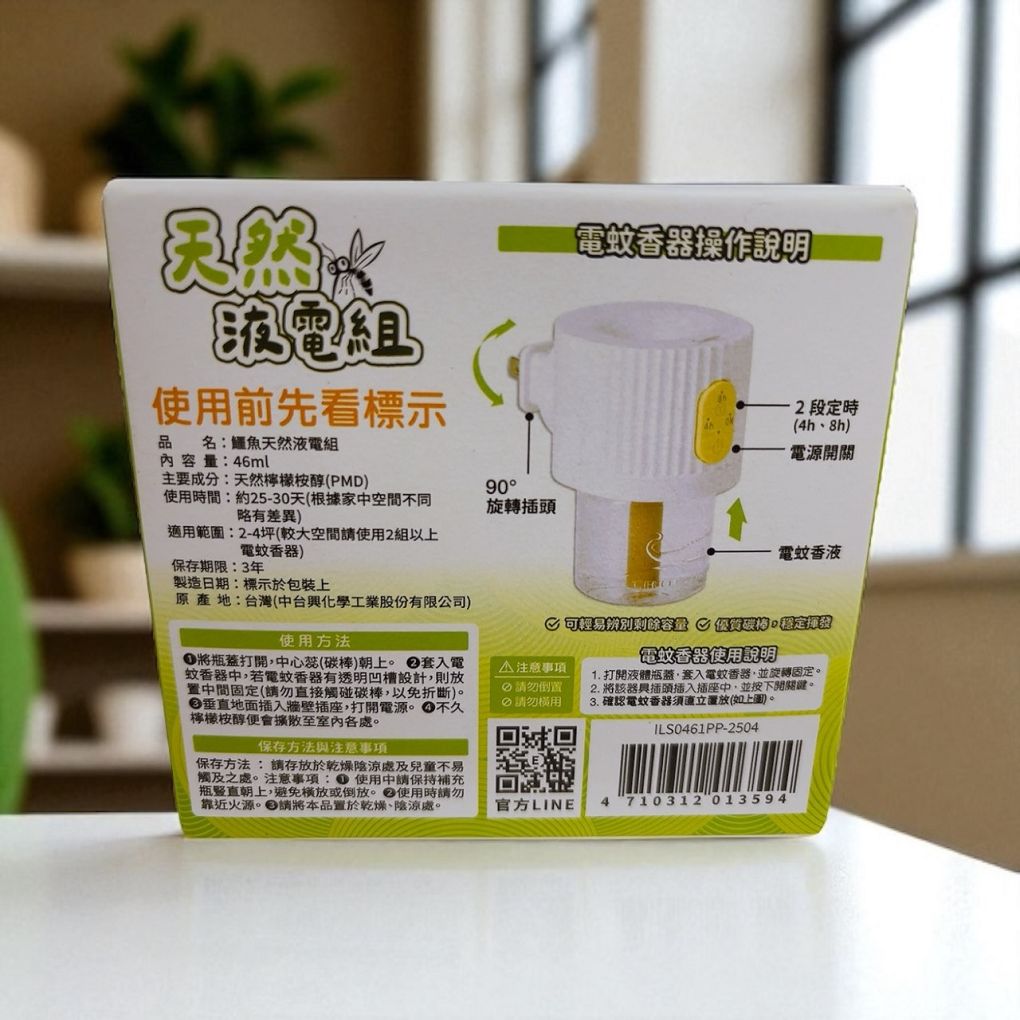 天然
液電組
使用前先看標示
品 名：鱷魚天然液電組
內 容 量：46ml
主要成分：天然檸檬桉醇(PMD)
使用時間：約25-30天(根據家中空間不同
略有差異)
適用範圍：2-4坪(較大空間請使用2組以上
電蚊香器)
保存期限：3年
製造日期：標示於包裝上
原 產 地：台灣(中台興化學工業股份有限公司)
使用方法
❶將瓶蓋打開,中心蕊(碳棒)朝上。 ❷套入電
蚊香器中,若電蚊香器有透明凹槽設計,則放
置中間固定(請勿直接觸碰碳棒,以免折斷)。
❸垂直地面插入牆壁插座,打開電源。 ❹不久
檸檬桉醇便會擴散至室內各處。
保存方法與注意事項
保存方法 ： 請存放於乾燥陰涼處及兒童不易
觸及之處。注意事項：❶ 使用中請保持補充
瓶豎直朝上,避免橫放或倒放。 ❷使用時請勿
靠近火源。❸請將本品置於乾燥、陰涼處。
電蚊香器操作說明
2 段定時
(4h、8h)
電源開關
90°
旋轉插頭
8h
4h
ON
電蚊香液
可輕易辨別剩餘容量 優質碳棒，穩定揮發
注意事項
請勿倒置
請勿橫用
電蚊香器使用說明
1. 打開液體瓶蓋，套入電蚊香器，並旋轉固定。
2. 將該器具插頭插入插座中，並按下開關鍵。
3. 確認電蚊香器須直立置放(如上圖)。
官方LINE
ILS0461PP-2504
4 710312 013594